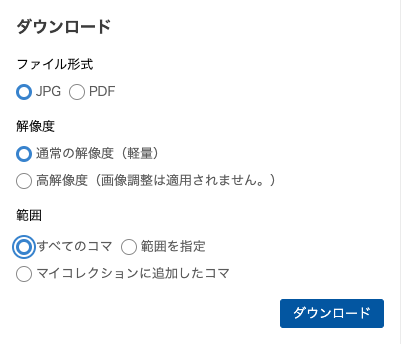 ダウンロード
ファイル形式
JPG PDF
解像度
通常の解像度（軽量）
高解像度（画像調整は適用されません。）
範囲
すべてのコマ 範囲を指定
マイコレクションに追加したコマ
ダウンロード